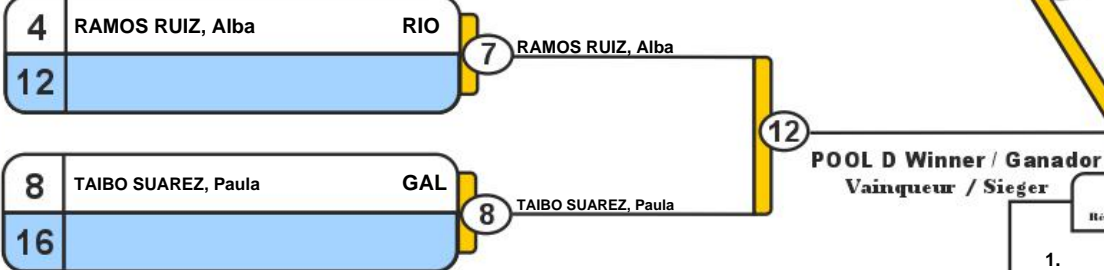 4 RAMOS RUIZ, Alba RIO
12
7 RAMOS RUIZ, Alba
12
8 TAIBO SUAREZ, Paula GAL
16
8 TAIBO SUAREZ, Paula
POOL D Winner / Ganador
Vainqueur / Sieger
1.